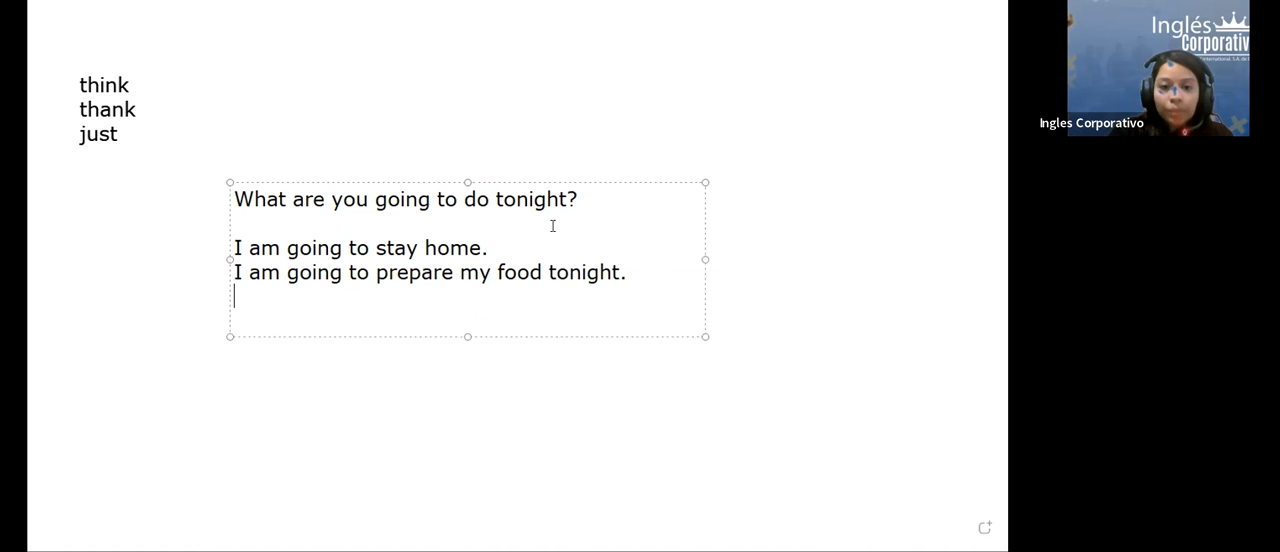 think
thank
just
What are you going to do tonight?
I am going to stay home.
I am going to prepare my food tonight.
Inglés
Corporativ
Ingles Corporativo